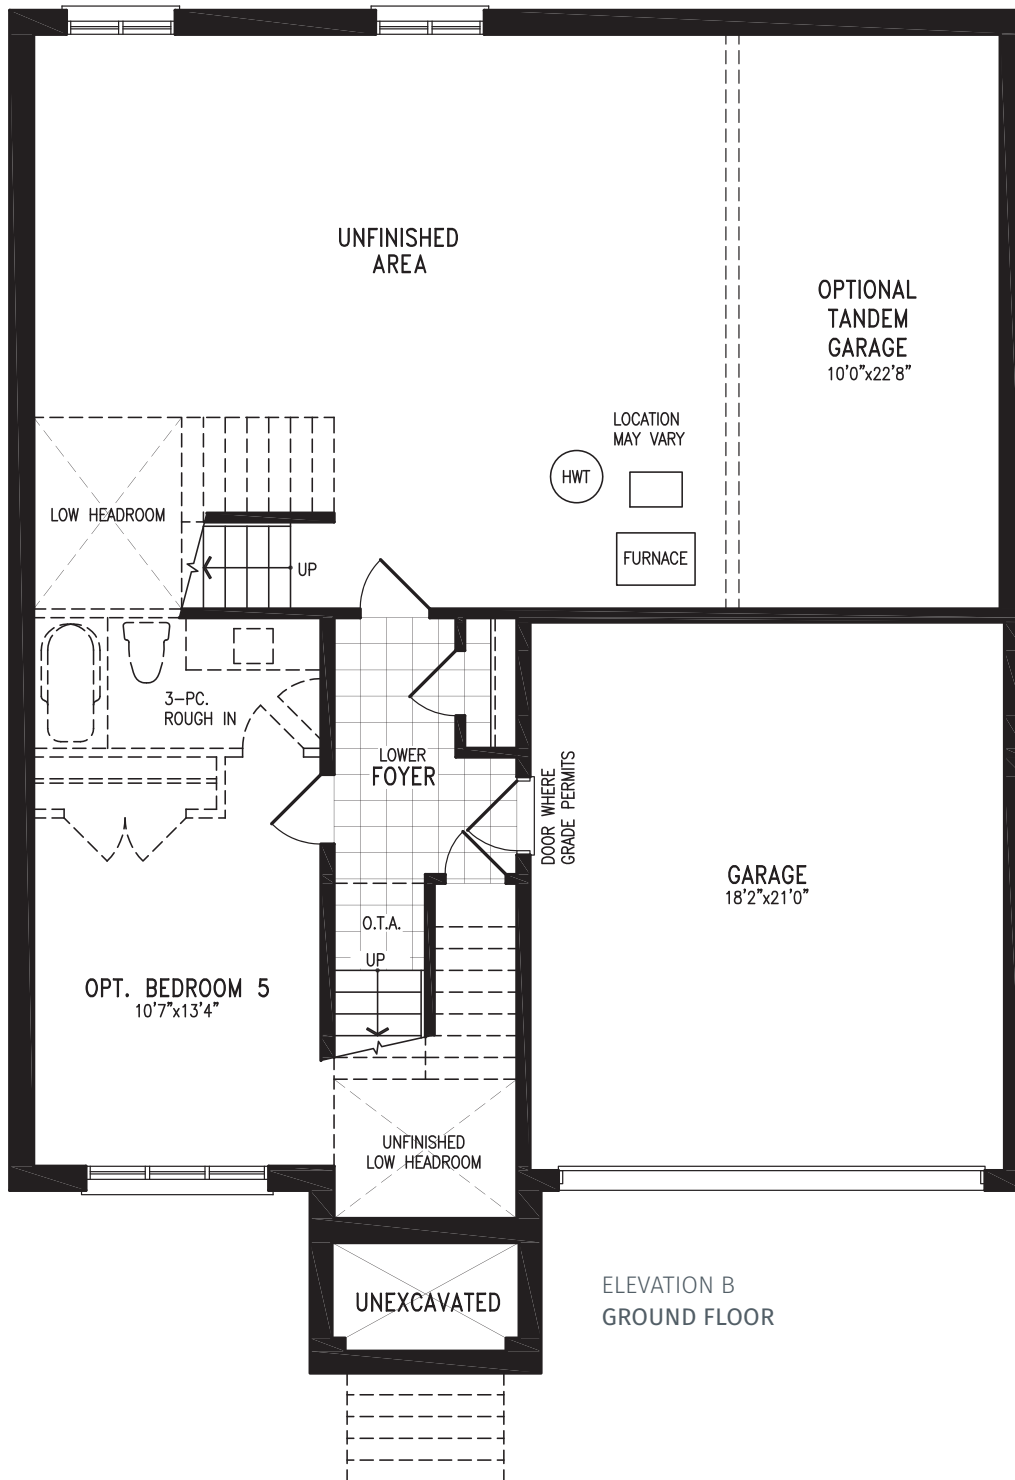 UNFINISHED
AREA
OPTIONAL
TANDEM
GARAGE
10'0"x22'8"
LOCATION
MAY VARY
HWT
LOW HEADROOM
FURNACE
UP
3-PC.
ROUGH IN
LOWER
FOYER
DOOR WHERE
GRADE PERMITS
GARAGE
18'2"x21'0"
O.T.A.
UP
OPT. BEDROOM 5
10'7"x13'4"
UNFINISHED
LOW HEADROOM
UNEXCAVATED
ELEVATION B
GROUND FLOOR